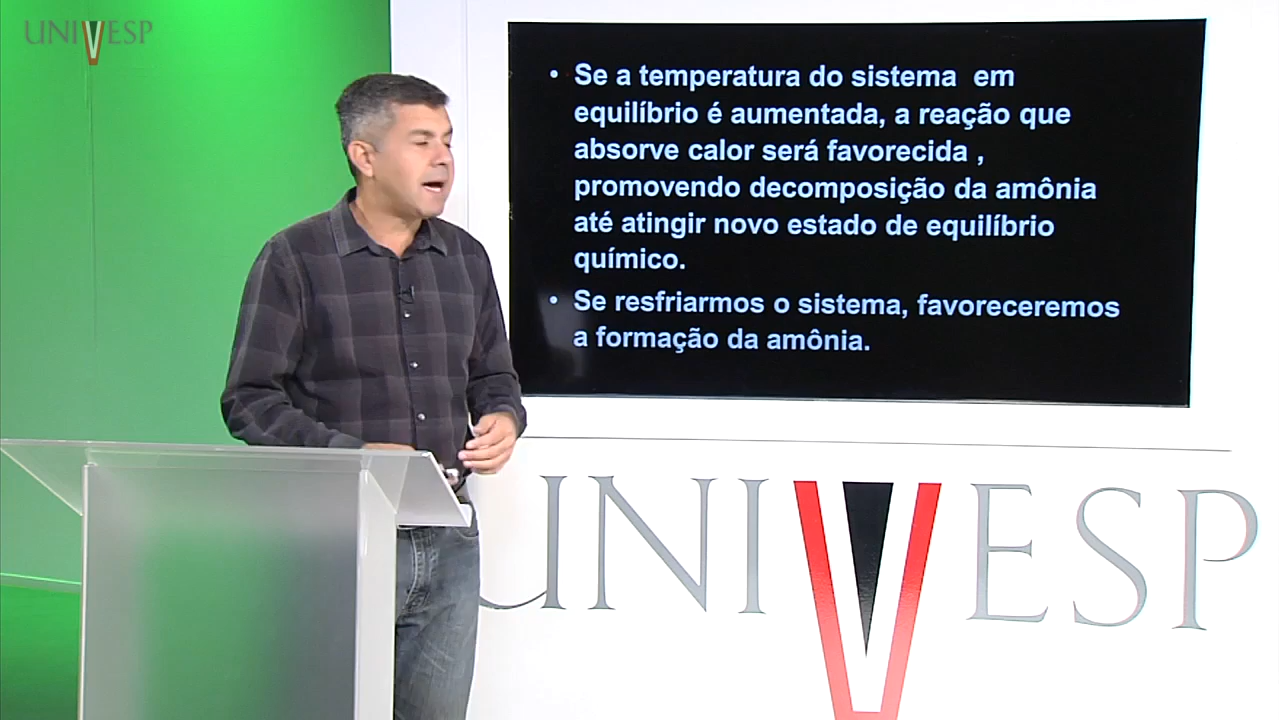 UNIVESP
• Se a temperatura do sistema em
equilíbrio é aumentada, a reação que
absorve calor será favorecida ,
promovendo decomposição da amônia
até atingir novo estado de equilíbrio
químico.
• Se resfriarmos o sistema, favoreceremos
a formação da amônia.
UNIVESP